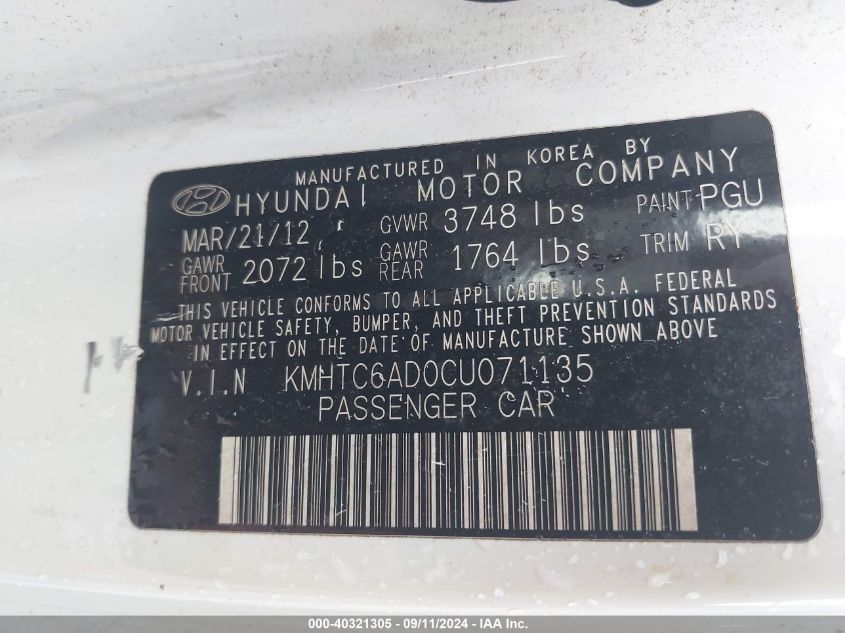 MANUFACTURED IN KOREA BY
HYUNDAI MOTOR COMPANY
MAR/21/12 GVWR 3748 lbs PAINT PGU
GAWR FRONT 2072 lbs GAWR REAR 1764 lbs TRIM RY
THIS VEHICLE CONFORMS TO ALL APPLICABLE U.S.A. FEDERAL
MOTOR VEHICLE SAFETY, BUMPER, AND THEFT PREVENTION STANDARDS
IN EFFECT ON THE DATE OF MANUFACTURE SHOWN ABOVE
V.I.N KMHTC6AD0CU071135
PASSENGER CAR
000-40321305 - 09/11/2024 - IAA Inc.